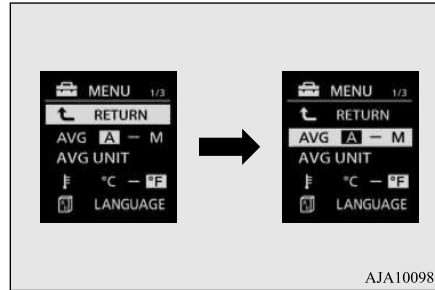 MENU 1/3
RETURN
AVG A – M
AVG UNIT
°C – °F
LANGUAGE
MENU 1/3
RETURN
AVG A – M
AVG UNIT
°C – °F
LANGUAGE
AJA10098